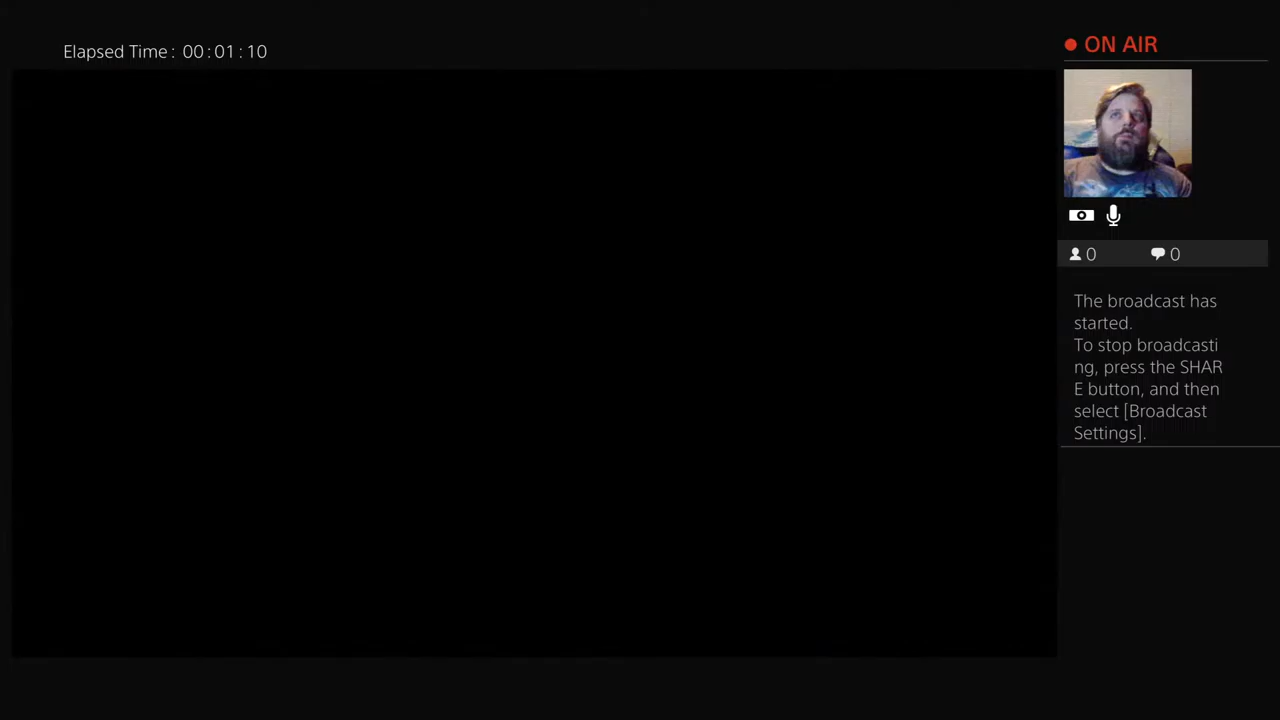 Elapsed Time: 00:01:10
ON AIR
0 0
The broadcast has
started.
To stop broadcasti
ng, press the SHAR
E button, and then
select [Broadcast
Settings].